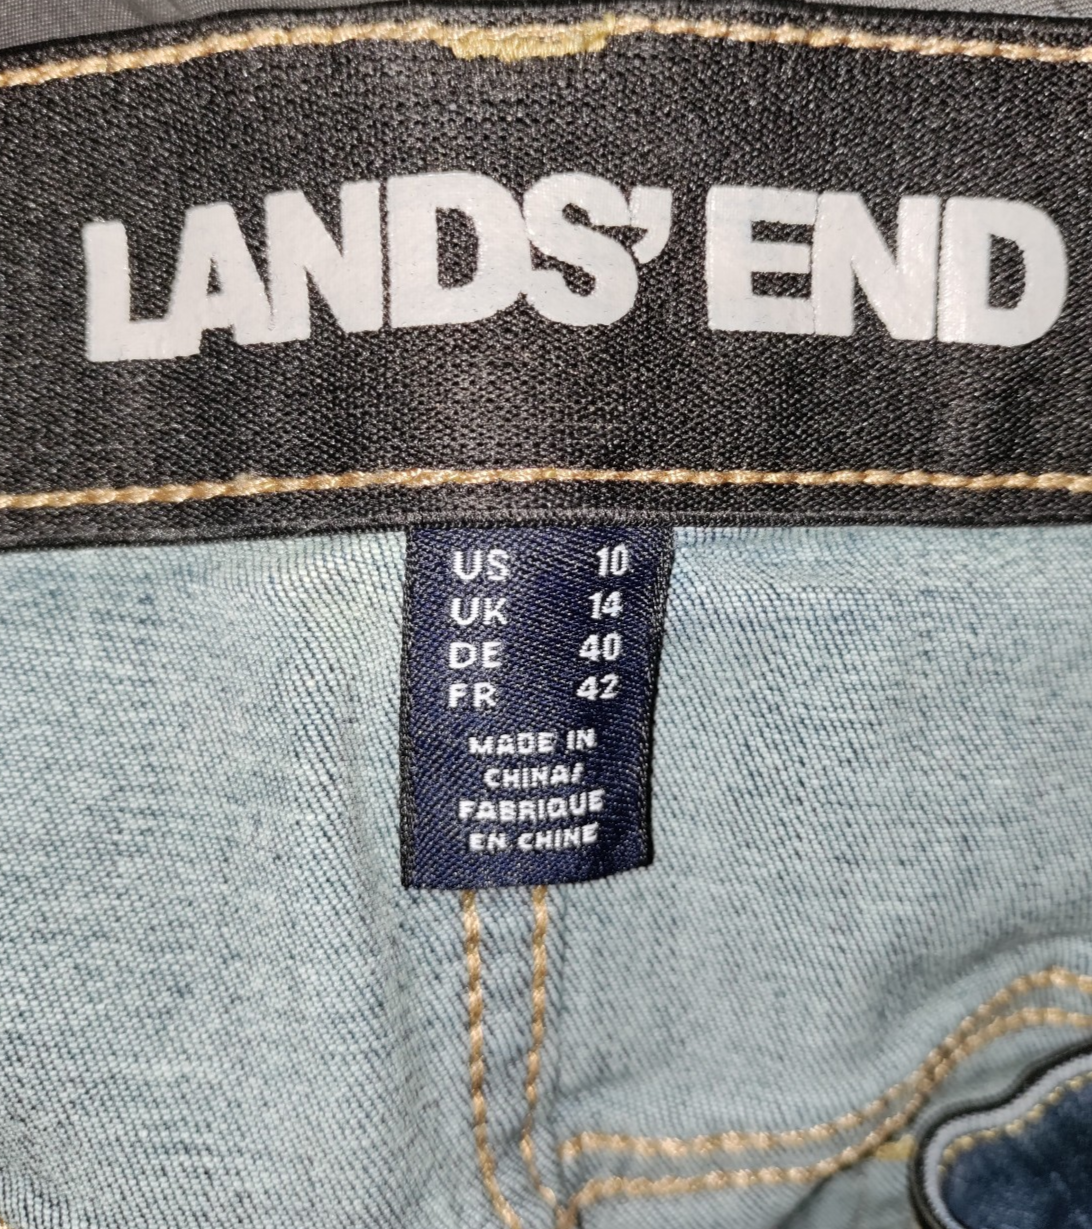 LANDS' END
US 10
UK 14
DE 40
FR 42
MADE IN
CHINA/
FABRIQUE
EN CHINE